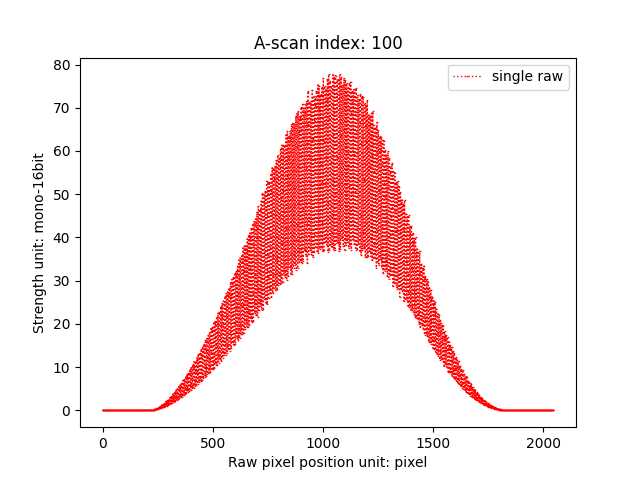 A-scan index: 100
80
70
60
50
40
30
20
10
0
Strength unit: mono-16bit
single raw
0 500 1000 1500 2000
Raw pixel position unit: pixel